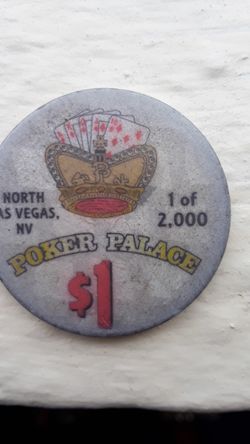 NORTH
AS VEGAS,
NV
1 of
2,000
POKER PALACE
$1